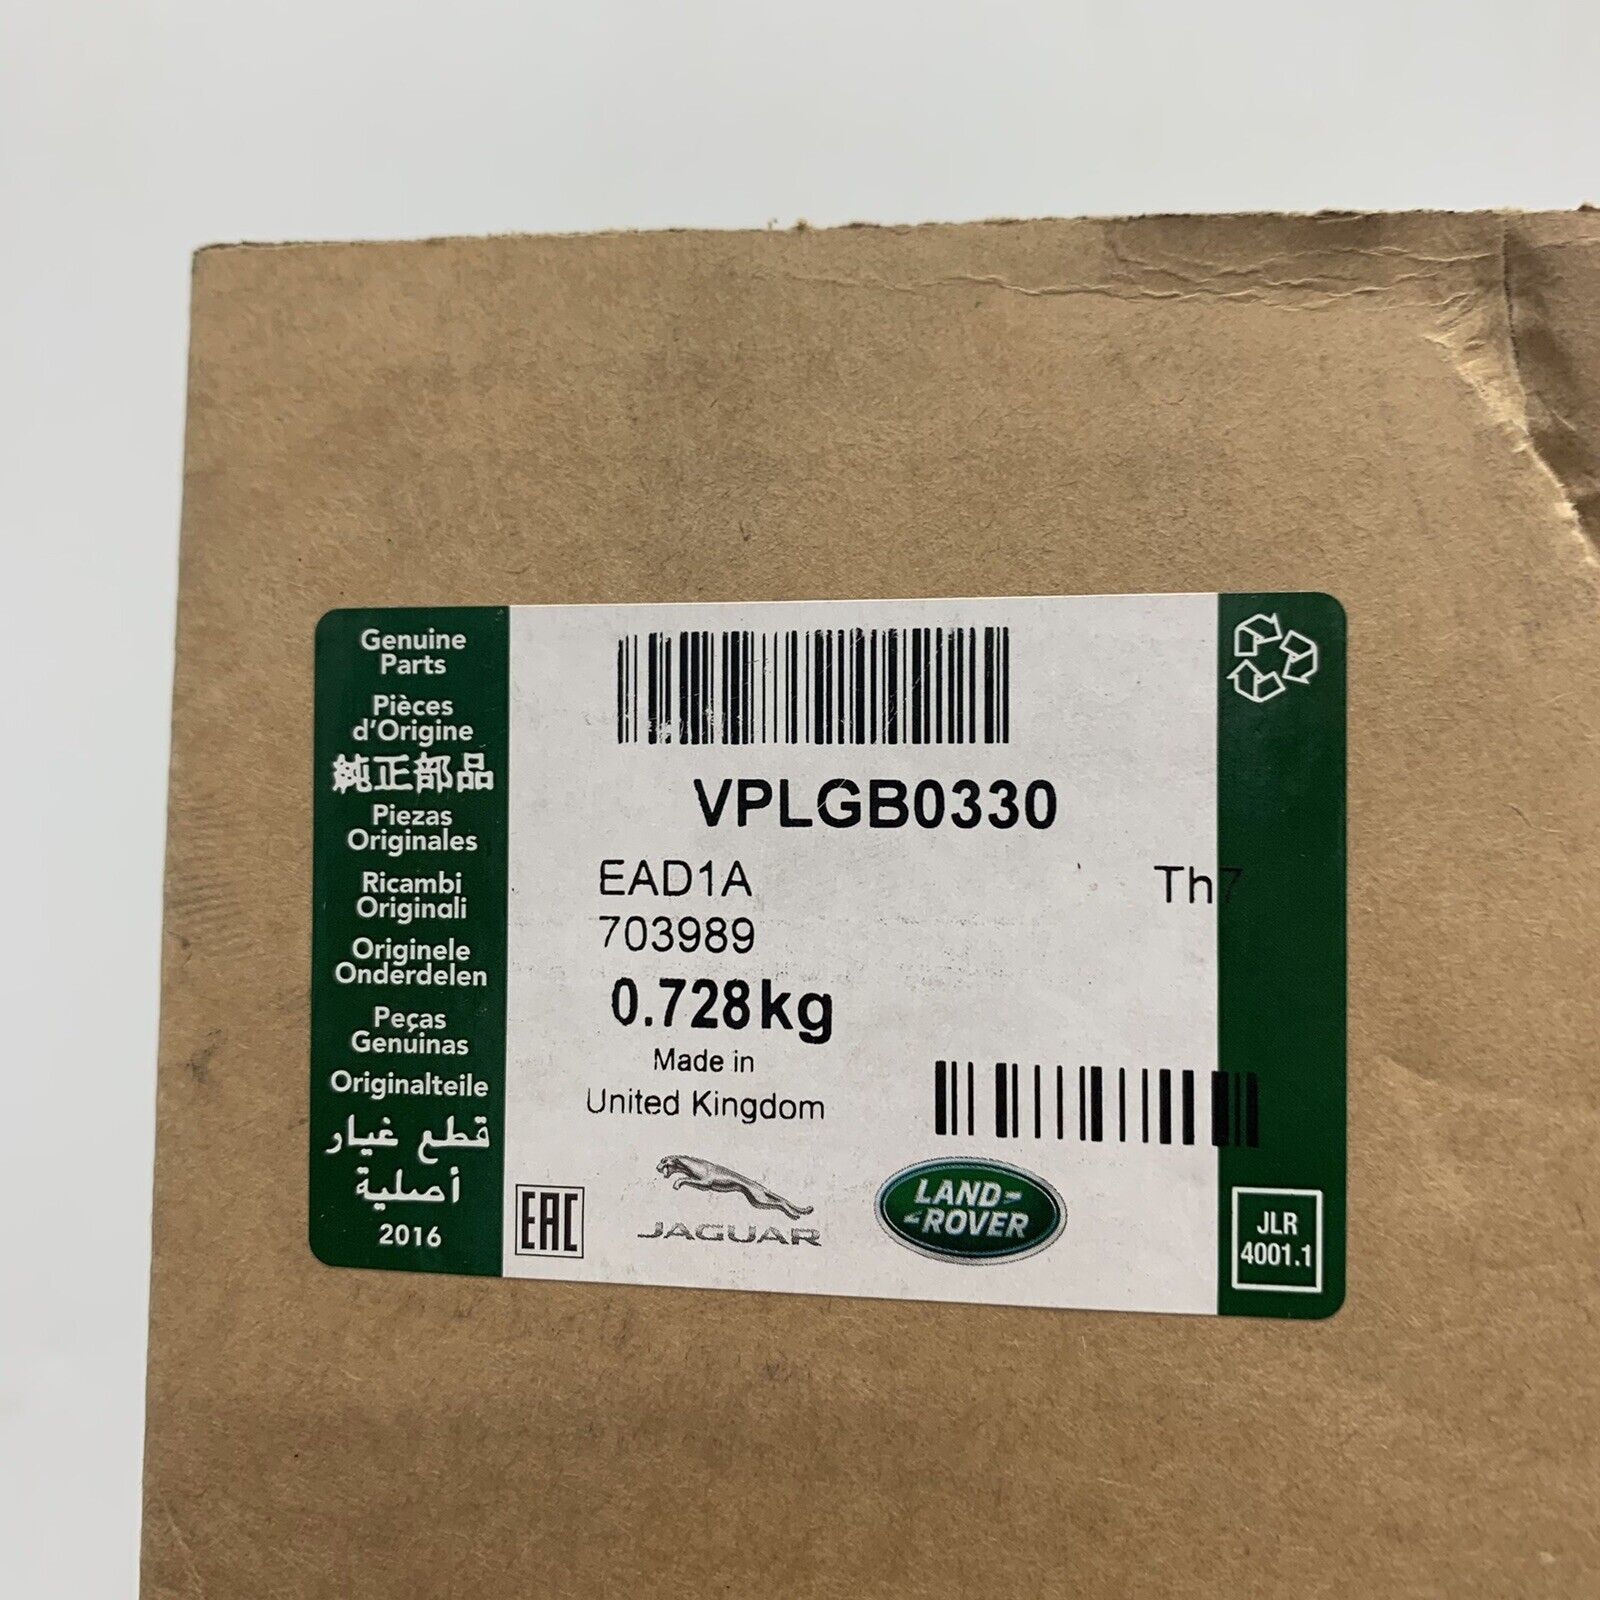 Genuine
Parts
Pièces
d'Origine
純正部品
Piezas
Originales
Ricambi
Originali
Originele
Onderdelen
Peças
Genuinas
Originalteile
قطع غيار
أصلية
2016
VPLGB0330
EAD1A
Th7
703989
0.728kg
Made in
United Kingdom
EAC
JAGUAR
LAND-
-ROVER
JLR
4001.1